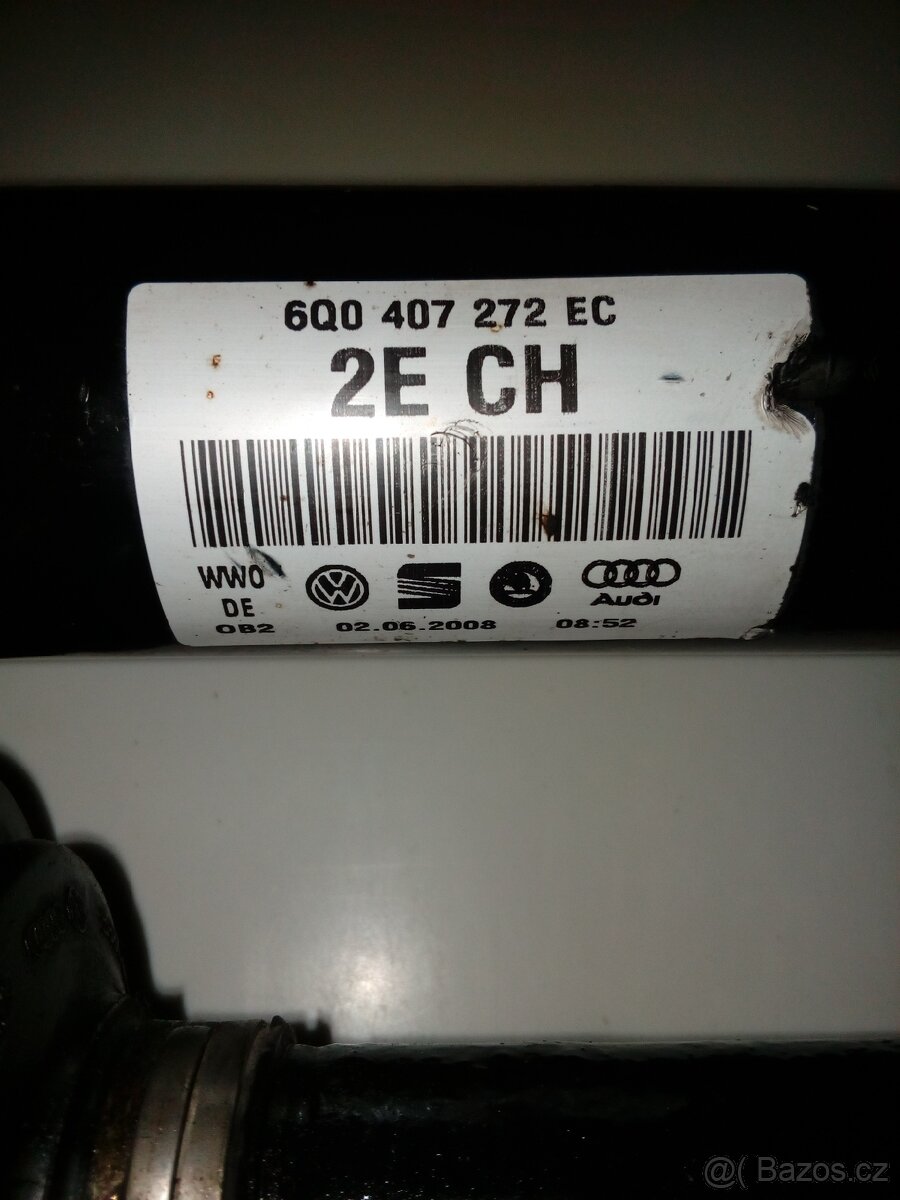 6Q0 407 272 EC
2E CH
WWO
DE
OB2 02.06.2008 08:52
Audi
@( Bazos.cz